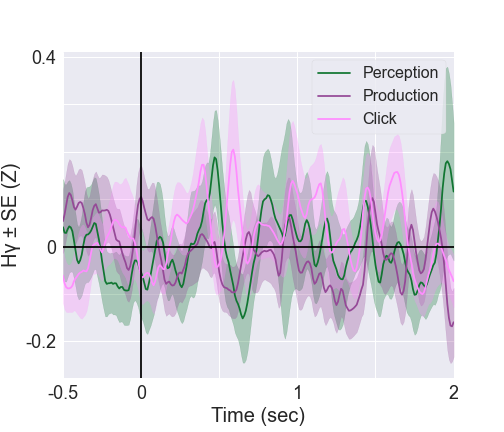 0.4
Perception
Production
Click
Hγ ± SE (Z)
0
-0.2
-0.5 0 1 2
Time (sec)